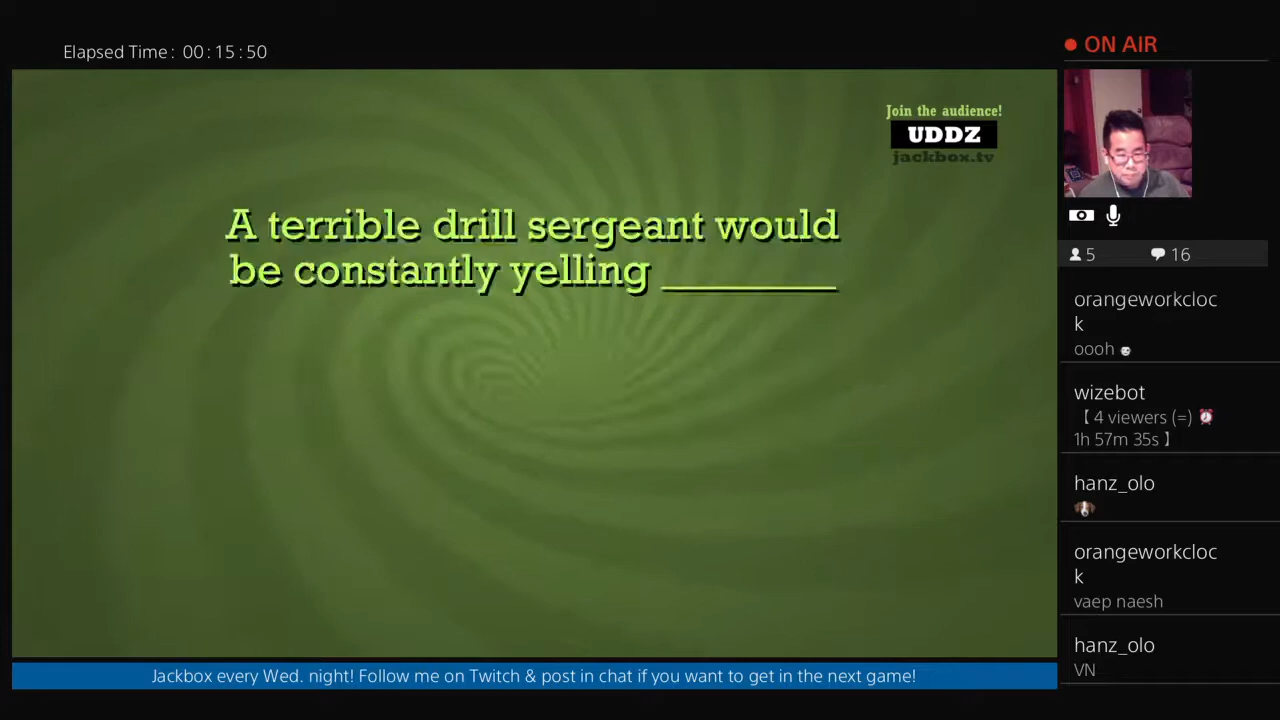 Elapsed Time: 00:15:50
ON AIR
Join the audience!
UDDZ
jackbox.tv
A terrible drill sergeant would
be constantly yelling ________
5 16
orangeworkcloc
k
oooh
wizebot
【 4 viewers (=) ⏰
1h 57m 35s 】
hanz_olo
orangeworkcloc
k
vaep naesh
hanz_olo
VN
Jackbox every Wed. night! Follow me on Twitch & post in chat if you want to get in the next game!